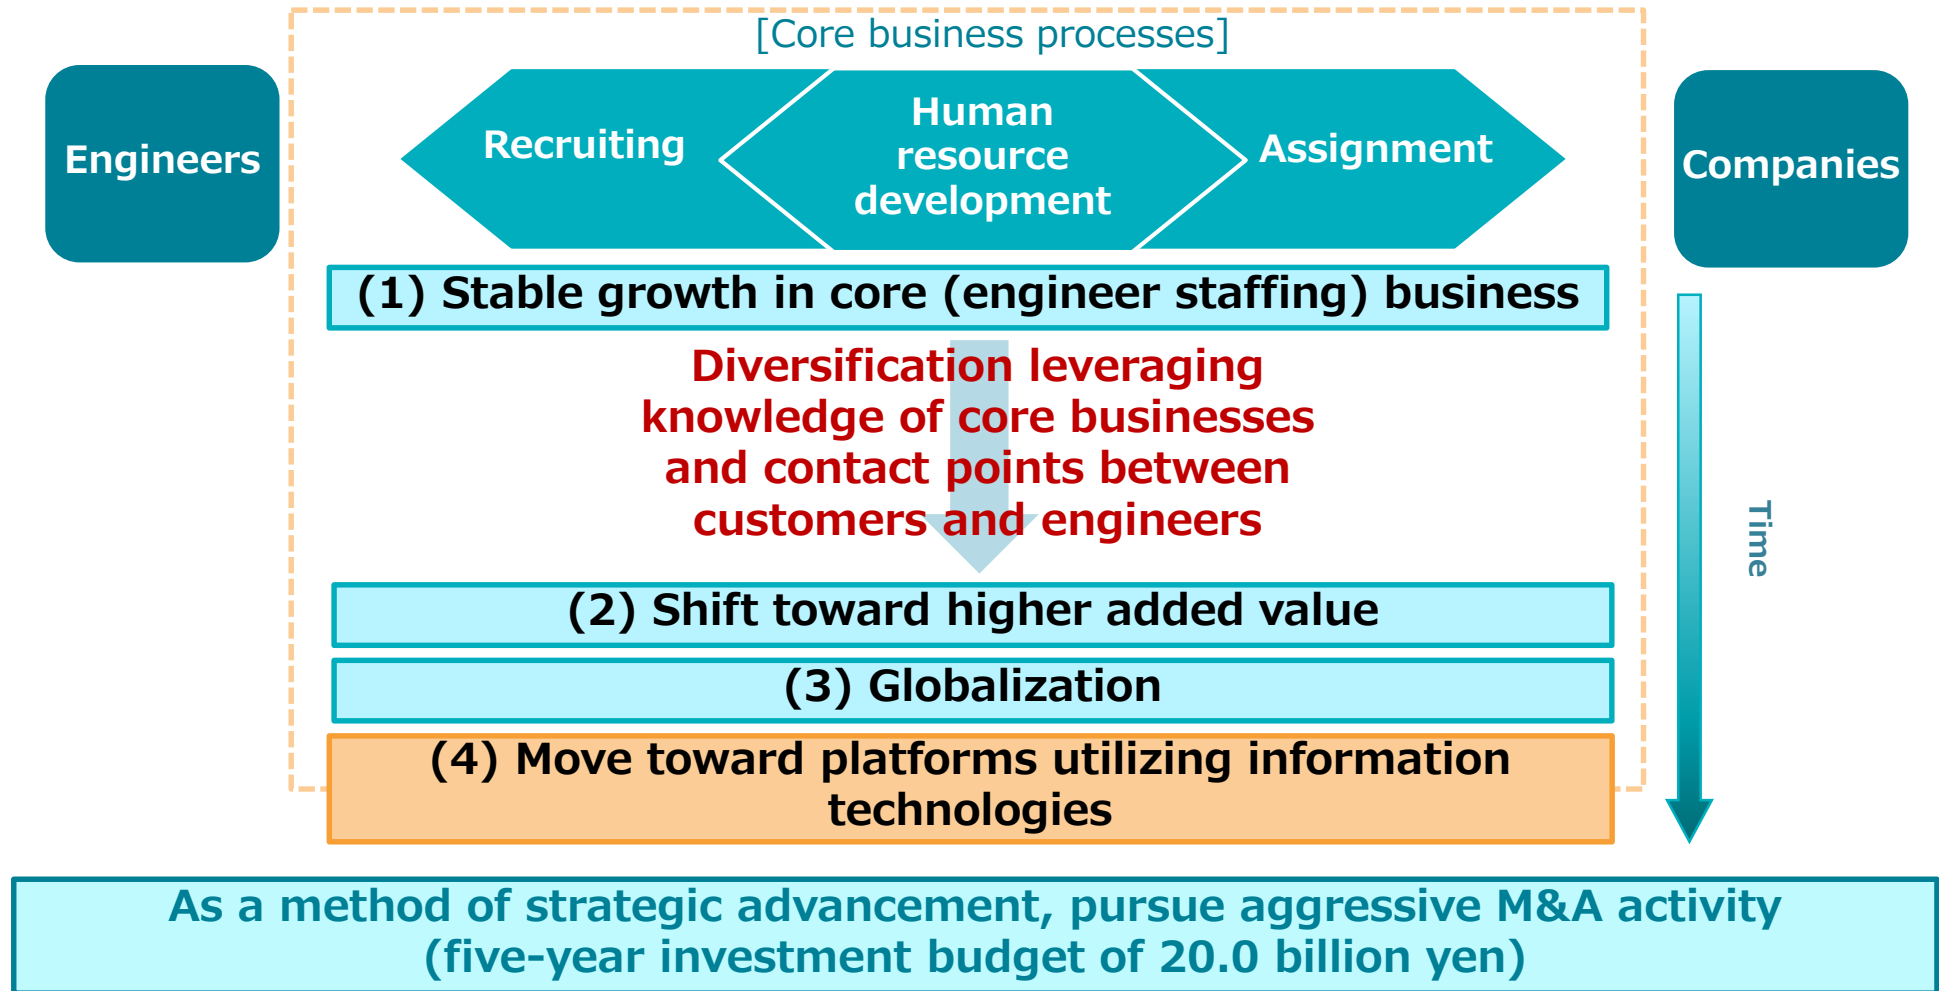 [Core business processes]
Engineers
Recruiting
Human
resource
development
Assignment
Companies
(1) Stable growth in core (engineer staffing) business
Diversification leveraging
knowledge of core businesses
and contact points between
customers and engineers
Time
(2) Shift toward higher added value
(3) Globalization
(4) Move toward platforms utilizing information
technologies
As a method of strategic advancement, pursue aggressive M&A activity
(five-year investment budget of 20.0 billion yen)